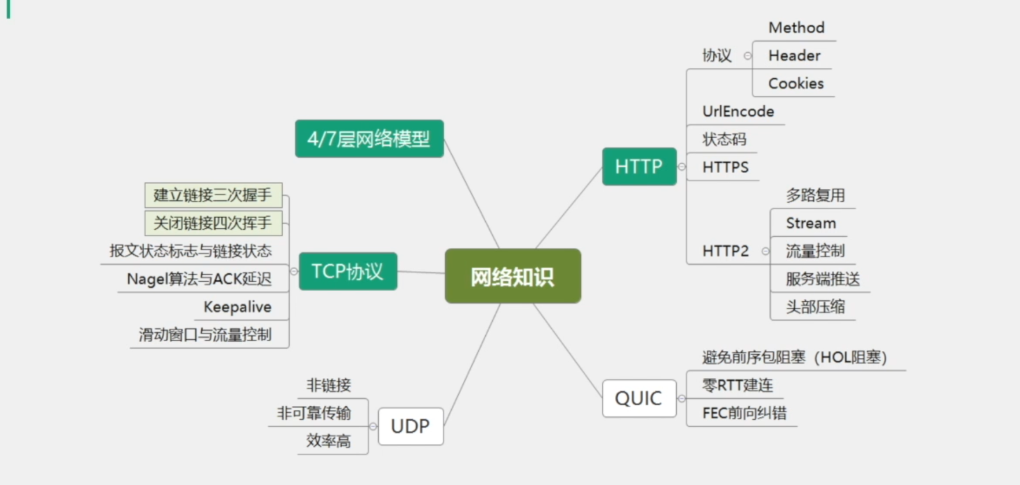 网络知识
4/7层网络模型
TCP协议
建立链接三次握手
关闭链接四次挥手
报文状态标志与链接状态
Nagel算法与ACK延迟
Keepalive
滑动窗口与流量控制
UDP
非链接
非可靠传输
效率高
HTTP
协议
Method
Header
Cookies
UrlEncode
状态码
HTTPS
HTTP2
多路复用
Stream
流量控制
服务端推送
头部压缩
QUIC
避免前序包阻塞（HOL阻塞）
零RTT建连
FEC前向纠错